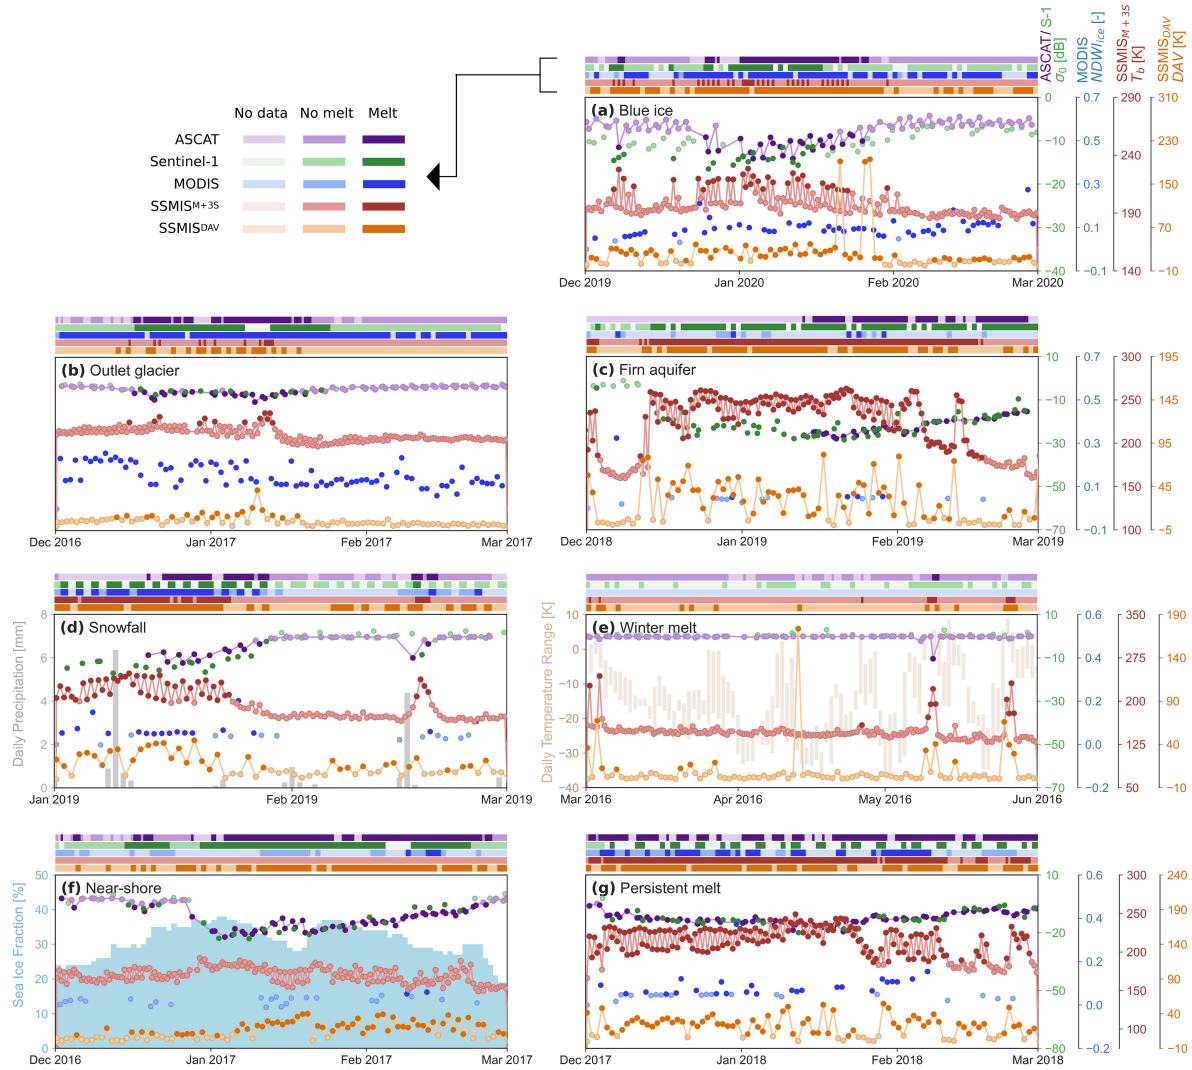 No data No melt Melt
ASCAT
Sentinel-1
MODIS
SSMIS M+3S
SSMIS DAV
ASCAT/ S-1
σ0 [dB]
MODIS
NDWIice [-]
SSMISM+3S
Tb [K]
SSMISDAV
DAV [K]
(a) Blue ice
0 0.7 290 310
−10 0.5 240 230
−20 0.3 190 150
−30 0.1 140 70
−40 −0.1 −10
Dec 2019 Jan 2020 Feb 2020 Mar 2020
(b) Outlet glacier
Dec 2016 Jan 2017 Feb 2017 Mar 2017
(c) Firn aquifer
10 0.7 300 195
−10 0.5 250 145
−30 0.3 200 95
−50 0.1 150 45
−70 −0.1 100 −5
Dec 2018 Jan 2019 Feb 2019 Mar 2019
(d) Snowfall
Daily Precipitation [mm]
8
6
4
2
0
Jan 2019 Feb 2019 Mar 2019
(e) Winter melt
Daily Temperature Range [K]
10
0
−10
−20
−30
−40
10 0.6 350 190
−10 0.4 275 140
−30 0.2 200 90
−50 0.0 125 40
−70 −0.2 50 −10
Mar 2016 Apr 2016 May 2016 Jun 2016
(f) Near-shore
Sea Ice Fraction [%]
50
40
30
20
10
0
Dec 2016 Jan 2017 Feb 2017 Mar 2017
(g) Persistent melt
10 0.6 300 240
−20 0.4 250 190
−50 0.2 200 140
−80 0.0 150 90
−0.2 100 40
−10
Dec 2017 Jan 2018 Feb 2018 Mar 2018